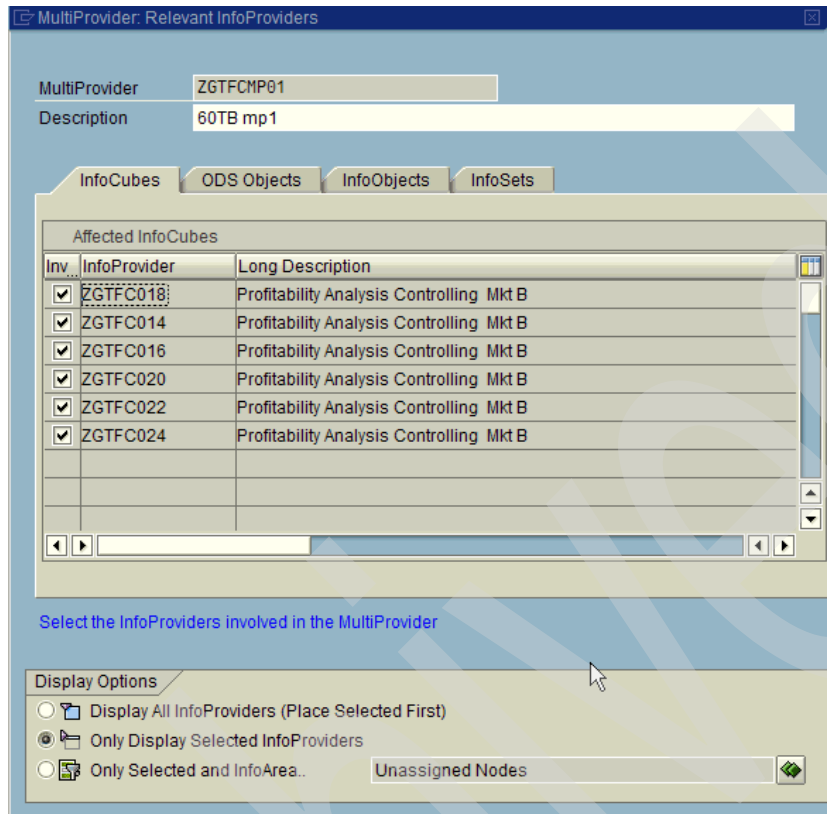 MultiProvider: Relevant InfoProviders
MultiProvider ZGTFCMP01
Description 60TB mp1
InfoCubes ODS Objects InfoObjects InfoSets
Affected InfoCubes
Inv... InfoProvider Long Description
ZGTFC018 Profitability Analysis Controlling Mkt B
ZGTFC014 Profitability Analysis Controlling Mkt B
ZGTFC016 Profitability Analysis Controlling Mkt B
ZGTFC020 Profitability Analysis Controlling Mkt B
ZGTFC022 Profitability Analysis Controlling Mkt B
ZGTFC024 Profitability Analysis Controlling Mkt B
Select the InfoProviders involved in the MultiProvider
Display Options
Display All InfoProviders (Place Selected First)
Only Display Selected InfoProviders
Only Selected and InfoArea.. Unassigned Nodes